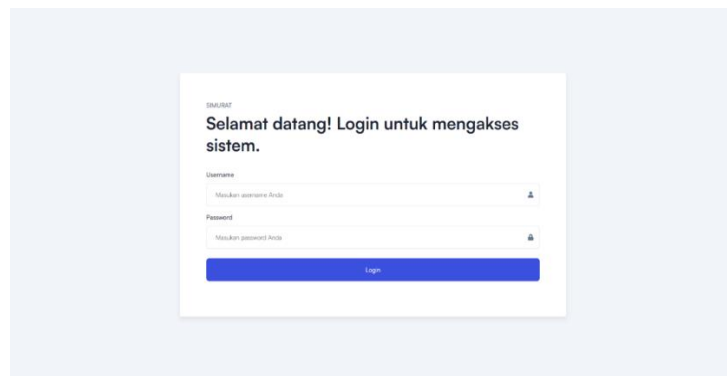 SIMURAT
Selamat datang! Login untuk mengakses
sistem.
Username
Masukan username Anda
Password
Masukan password Anda
Login